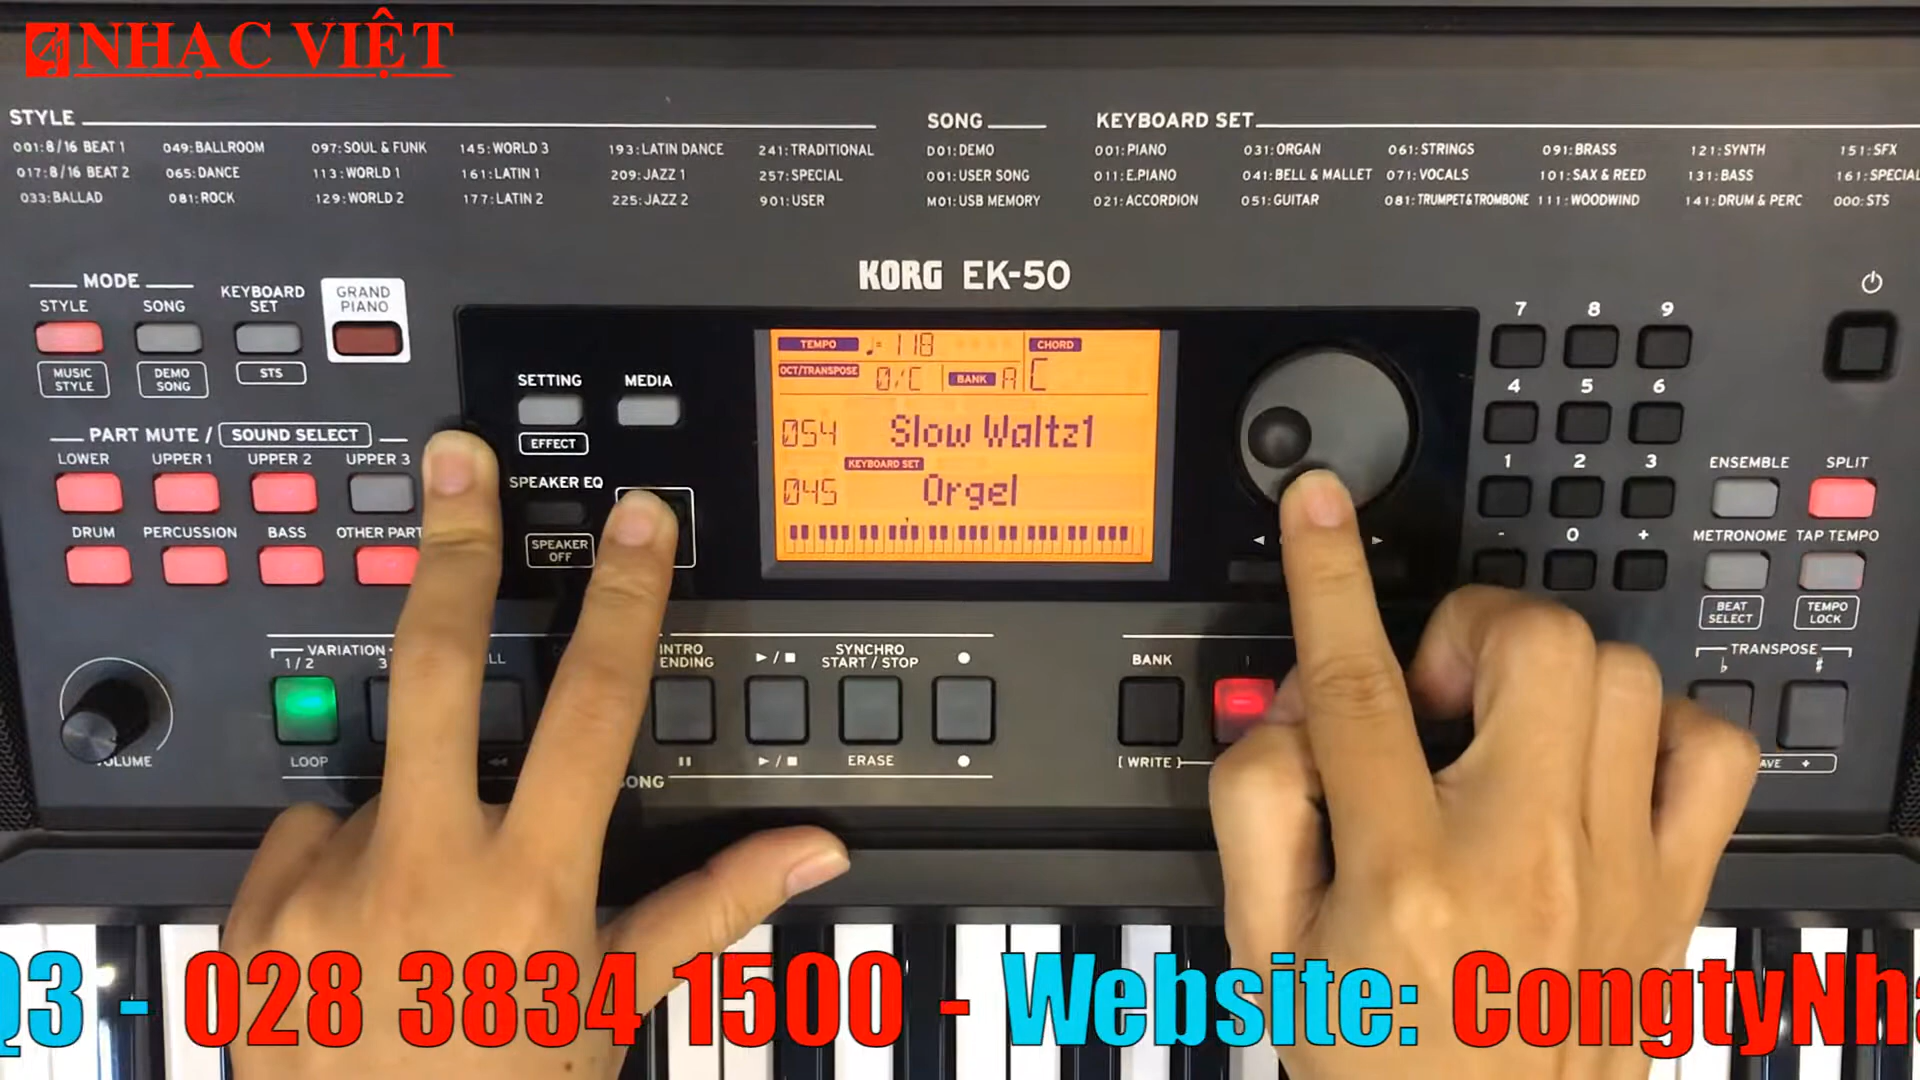 NHẠC VIỆT
STYLE
001:8/16 BEAT 1 049:BALLROOM 097:SOUL & FUNK 145:WORLD 3 193:LATIN DANCE 241:TRADITIONAL
017:8/16 BEAT 2 065:DANCE 113:WORLD 1 161:LATIN 1 209:JAZZ 1 257:SPECIAL
033:BALLAD 081:ROCK 129:WORLD 2 177:LATIN 2 225:JAZZ 2 901:USER
SONG
D01:DEMO
001:USER SONG
M01:USB MEMORY
KEYBOARD SET
001:PIANO 031:ORGAN 061:STRINGS 091:BRASS 121:SYNTH 151:SFX
011:E.PIANO 041:BELL & MALLET 071:VOCALS 101:SAX & REED 131:BASS 161:SPECIAL
021:ACCORDION 051:GUITAR 081:TRUMPET & TROMBONE 111:WOODWIND 141:DRUM & PERC 000:STS
KORG EK-50
MODE
STYLE SONG KEYBOARD SET GRAND PIANO
MUSIC STYLE DEMO SONG STS
PART MUTE / SOUND SELECT
LOWER UPPER 1 UPPER 2 UPPER 3
DRUM PERCUSSION BASS OTHER PART
SETTING MEDIA
EFFECT
SPEAKER EQ
SPEAKER OFF
TEMPO ♩= 118 CHORD
OCT/TRANSPOSE 0/C BANK A C
054 Slow Waltz1
KEYBOARD SET
045 Orgel
7 8 9
4 5 6
1 2 3
- 0 +
ENSEMBLE SPLIT
METRONOME TAP TEMPO
BEAT SELECT TEMPO LOCK
TRANSPOSE
♭ ♯
VOLUME
VARIATION
1/2 3
LOOP
INTRO
ENDING
▶/■
SYNCHRO
START / STOP
●
▶/■ ERASE ●
SONG
BANK 1
[ WRITE ]
Q3 - 028 3834 1500 - Website: CongtyNh